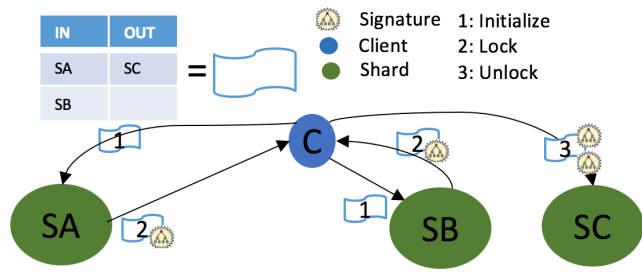 IN OUT
SA SC
SB
=
Signature
Client
Shard
1: Initialize
2: Lock
3: Unlock
1
C
2
3
SA
2
1
SB
SC